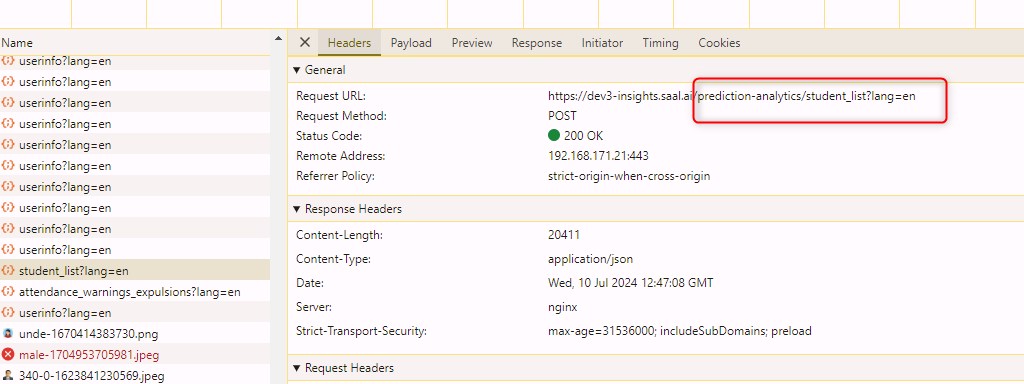 Name
userinfo?lang=en
userinfo?lang=en
userinfo?lang=en
userinfo?lang=en
userinfo?lang=en
userinfo?lang=en
userinfo?lang=en
userinfo?lang=en
userinfo?lang=en
userinfo?lang=en
student_list?lang=en
attendance_warnings_expulsions?lang=en
userinfo?lang=en
unde-1670414383730.png
male-1704953705981.jpeg
340-0-1623841230569.jpeg
Headers Payload Preview Response Initiator Timing Cookies
General
Request URL: https://dev3-insights.saal.ai/prediction-analytics/student_list?lang=en
Request Method: POST
Status Code: 200 OK
Remote Address: 192.168.171.21:443
Referrer Policy: strict-origin-when-cross-origin
Response Headers
Content-Length: 20411
Content-Type: application/json
Date: Wed, 10 Jul 2024 12:47:08 GMT
Server: nginx
Strict-Transport-Security: max-age=31536000; includeSubDomains; preload
Request Headers